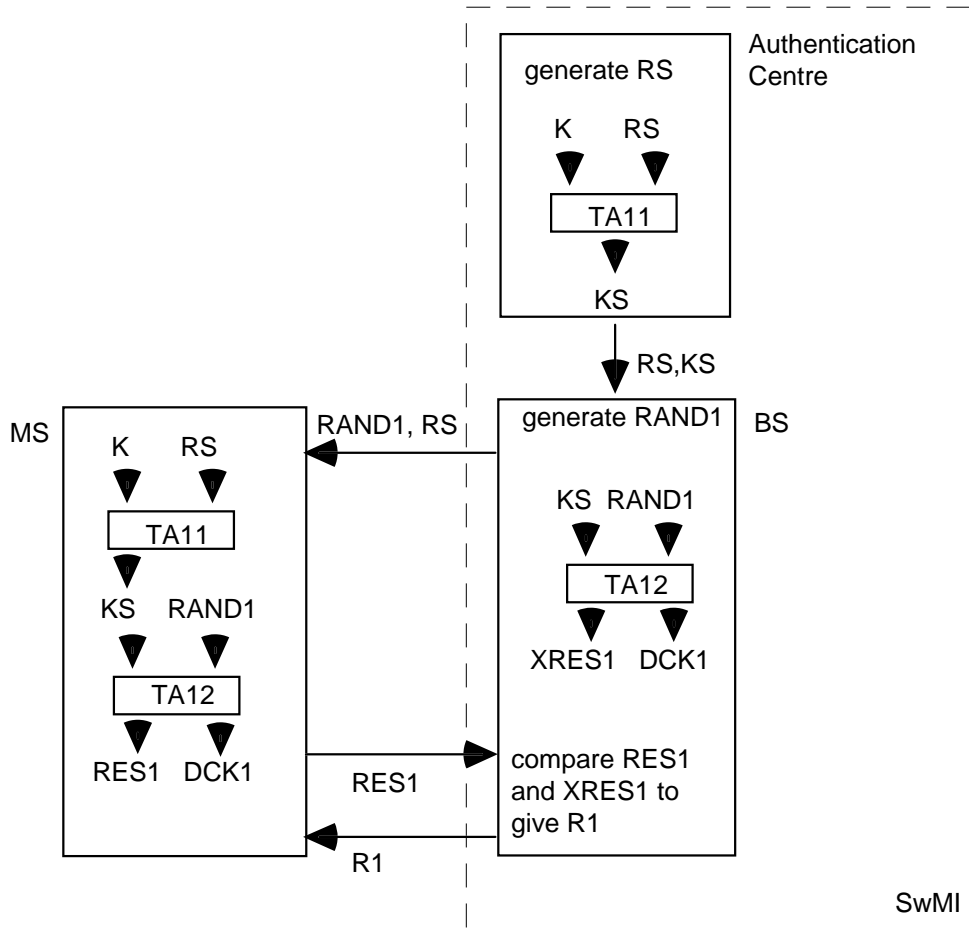 Authentication
Centre
generate RS
K RS
TA11
KS
RS,KS
MS
RAND1, RS
generate RAND1
BS
K RS
TA11
KS RAND1
TA12
RES1 DCK1
KS RAND1
TA12
XRES1 DCK1
RES1
compare RES1
and XRES1 to
give R1
R1
SwMI